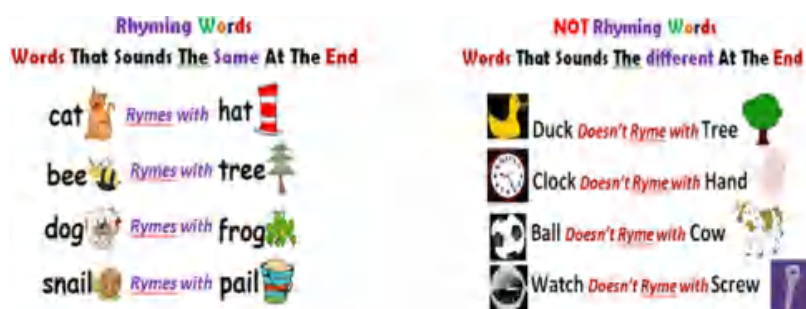 Rhyming Words
Words That Sounds The Same At The End
cat Rymes with hat
bee Rymes with tree
dog Rymes with frog
snail Rymes with pail
NOT Rhyming Words
Words That Sounds The different At The End
Duck Doesn't Ryme with Tree
Clock Doesn't Ryme with Hand
Ball Doesn't Ryme with Cow
Watch Doesn't Ryme with Screw